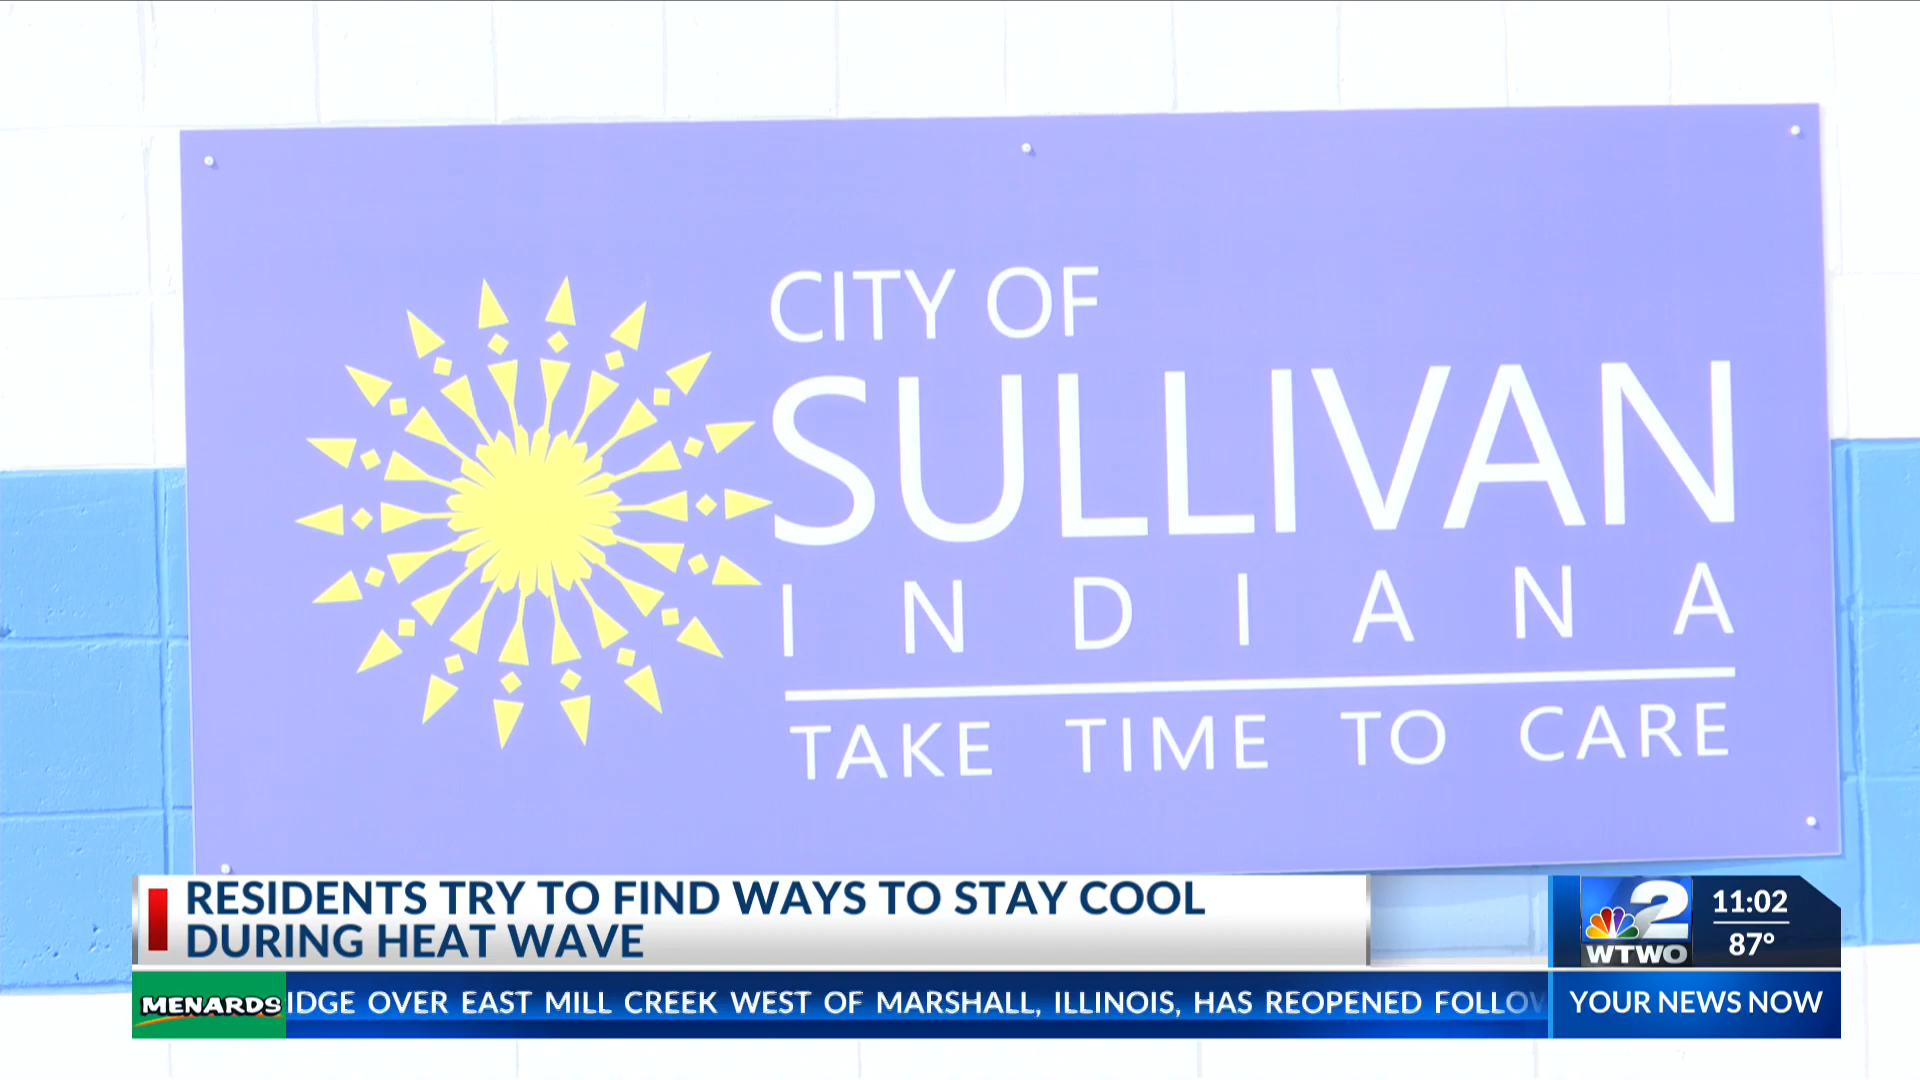 CITY OF
SULLIVAN
INDIANA
TAKE TIME TO CARE
RESIDENTS TRY TO FIND WAYS TO STAY COOL
DURING HEAT WAVE
2
WTWO
11:02
87°
MENARDS
IDGE OVER EAST MILL CREEK WEST OF MARSHALL, ILLINOIS, HAS REOPENED FOLLOW
YOUR NEWS NOW